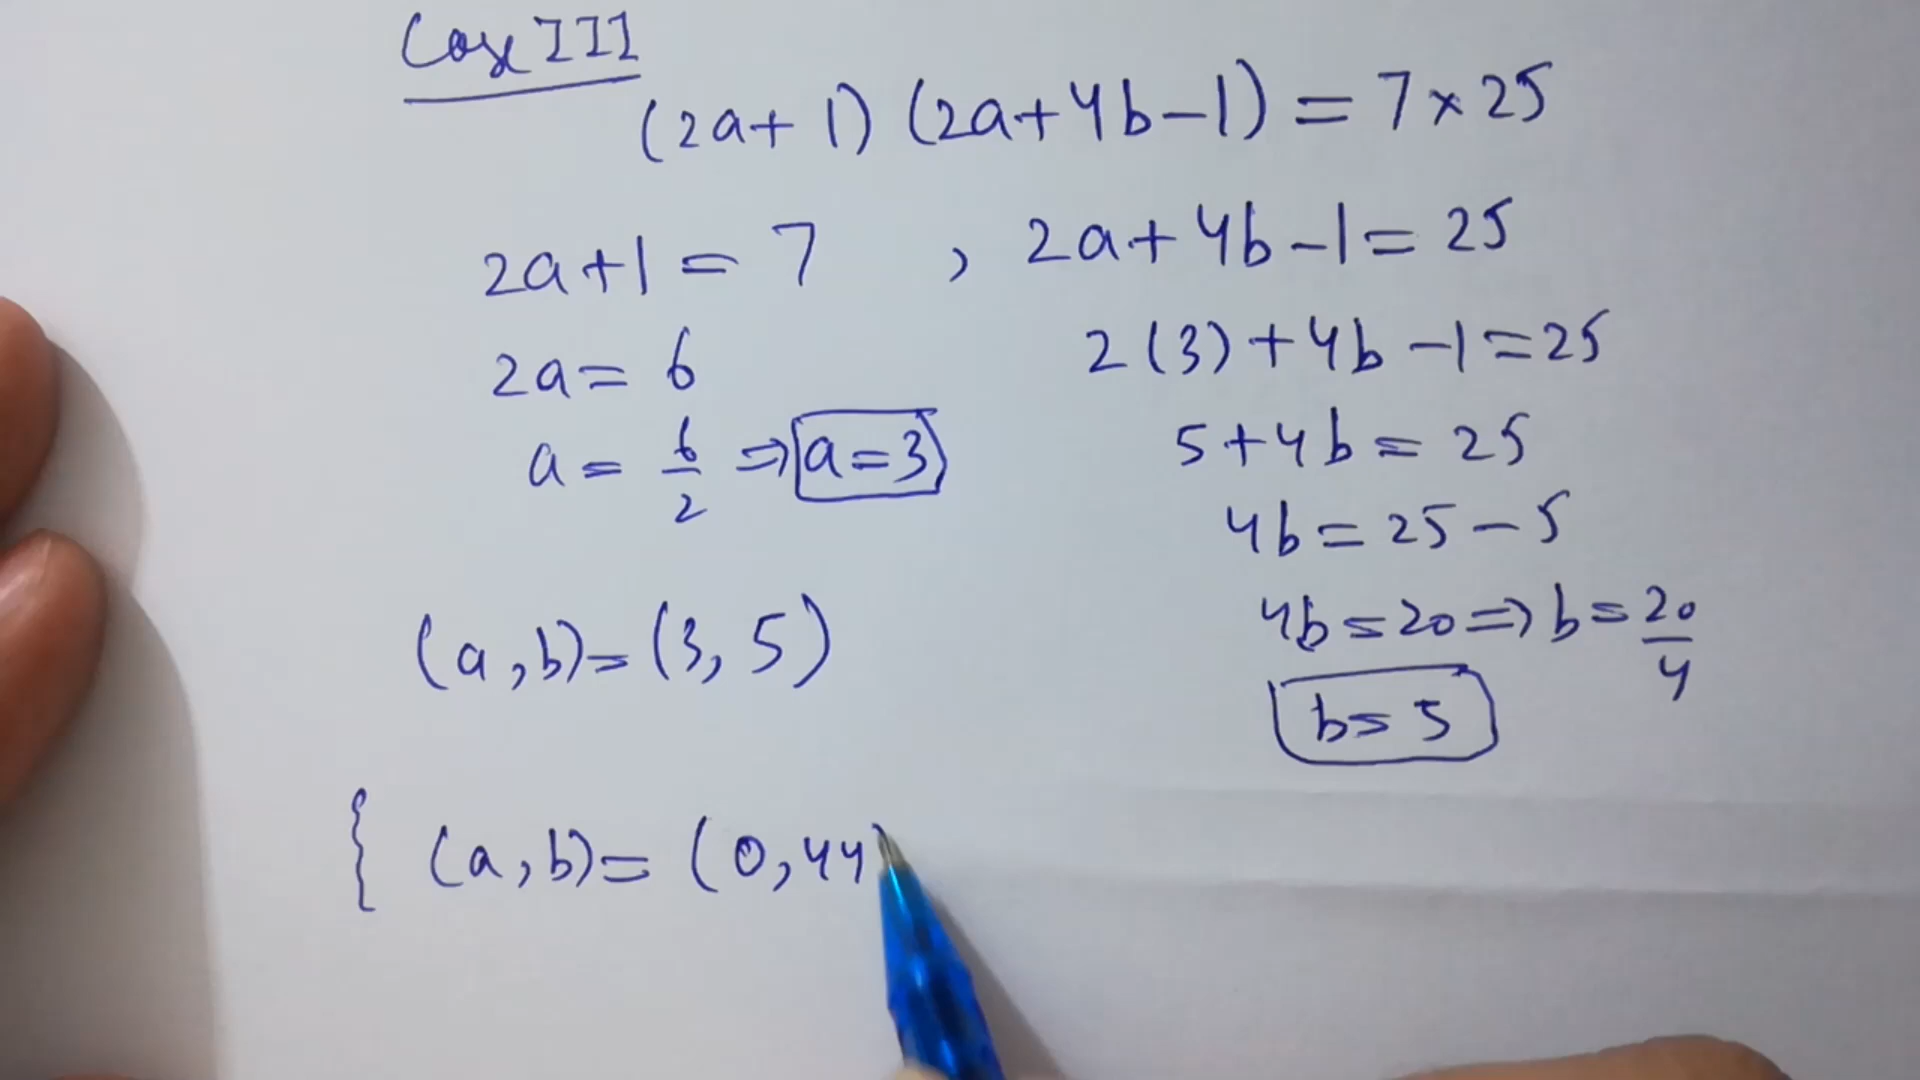 Case III
(2a+1)(2a+4b-1) = 7×25
2a+1 = 7 , 2a+4b-1 = 25
2a = 6
2(3)+4b-1 = 25
a = 6/2 ⇒ a = 3
5+4b = 25
4b = 25-5
4b = 20 ⇒ b = 20/4
(a,b) = (3, 5)
b = 5
{ (a,b) = (0,44)